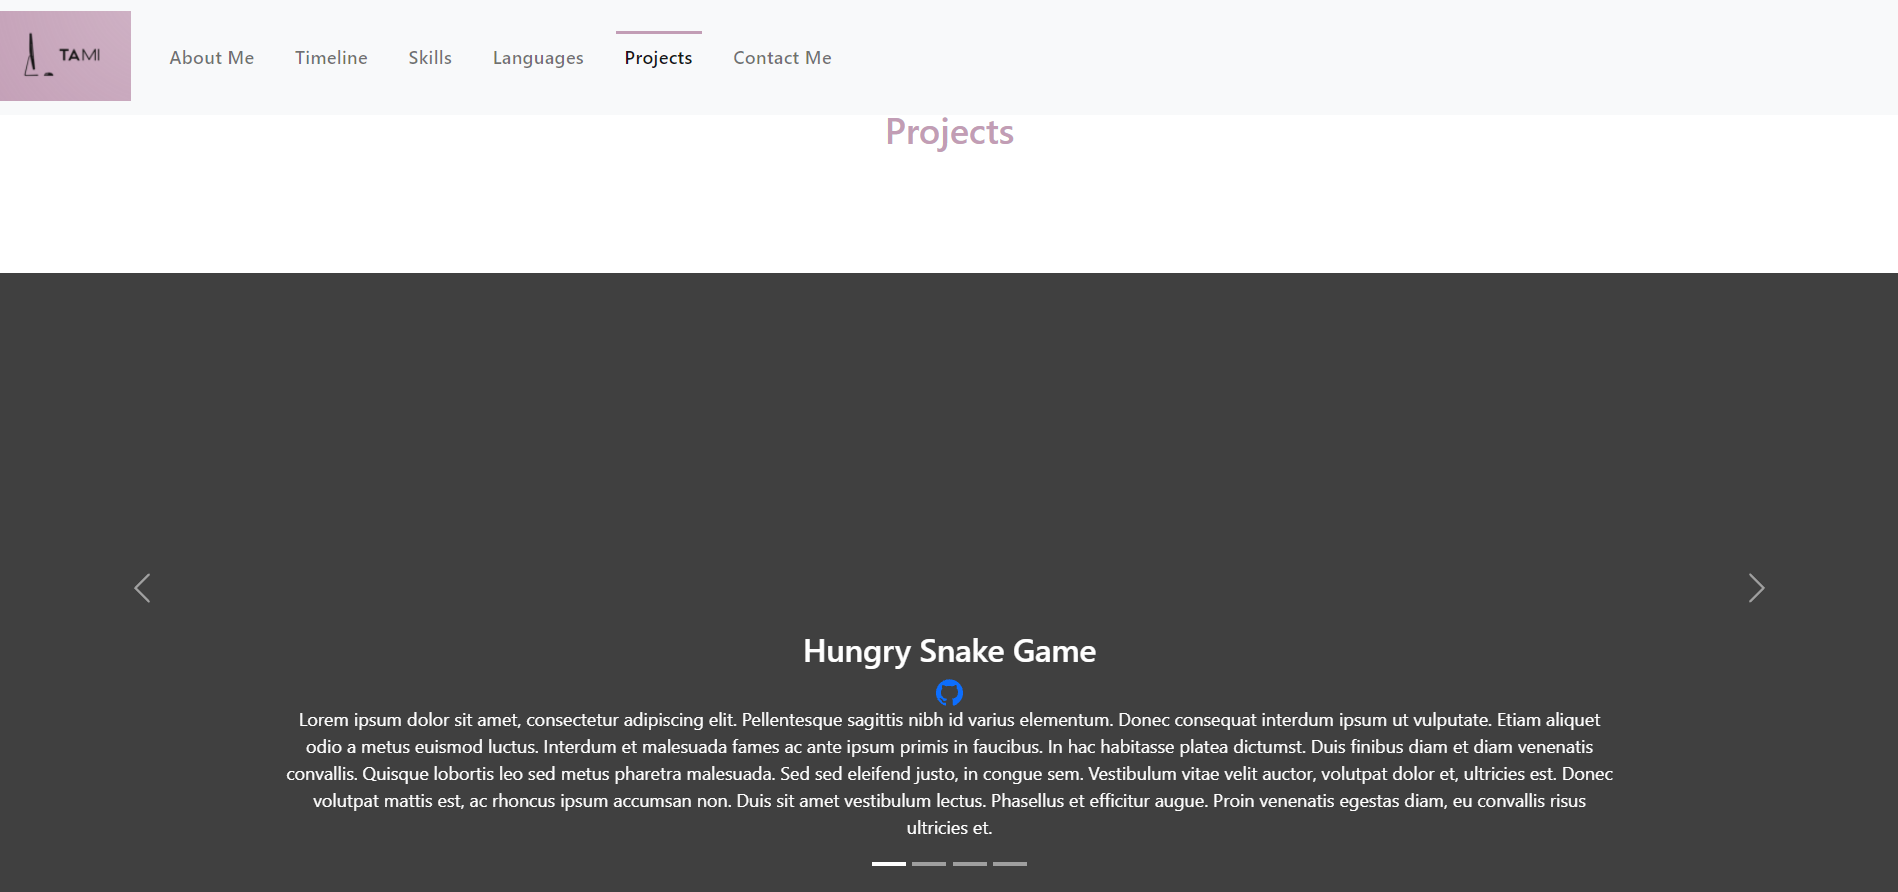 TAMI
About Me Timeline Skills Languages Projects Contact Me
Projects
Hungry Snake Game
Lorem ipsum dolor sit amet, consectetur adipiscing elit. Pellentesque sagittis nibh id varius elementum. Donec consequat interdum ipsum ut vulputate. Etiam aliquet
odio a metus euismod luctus. Interdum et malesuada fames ac ante ipsum primis in faucibus. In hac habitasse platea dictumst. Duis finibus diam et diam venenatis
convallis. Quisque lobortis leo sed metus pharetra malesuada. Sed sed eleifend justo, in congue sem. Vestibulum vitae velit auctor, volutpat dolor et, ultricies est. Donec
volutpat mattis est, ac rhoncus ipsum accumsan non. Duis sit amet vestibulum lectus. Phasellus et efficitur augue. Proin venenatis egestas diam, eu convallis risus
ultricies et.